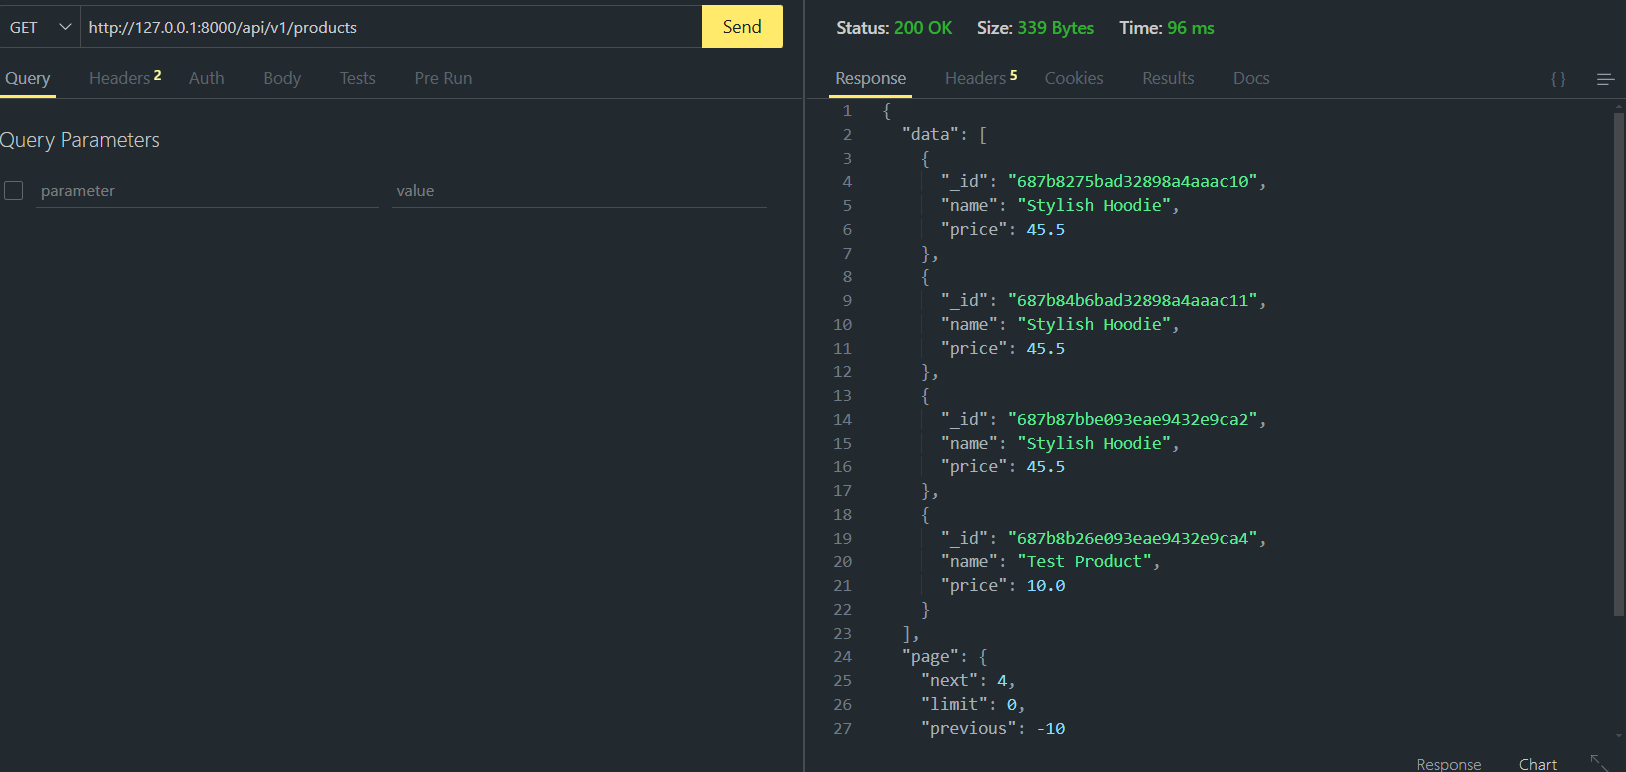 GET http://127.0.0.1:8000/api/v1/products Send
Query Headers 2 Auth Body Tests Pre Run
Query Parameters
parameter value
Status: 200 OK Size: 339 Bytes Time: 96 ms
Response Headers 5 Cookies Results Docs { }
1 {
2 "data": [
3 {
4 "_id": "687b8275bad32898a4aaac10",
5 "name": "Stylish Hoodie",
6 "price": 45.5
7 },
8 {
9 "_id": "687b84b6bad32898a4aaac11",
10 "name": "Stylish Hoodie",
11 "price": 45.5
12 },
13 {
14 "_id": "687b87bbe093eae9432e9ca2",
15 "name": "Stylish Hoodie",
16 "price": 45.5
17 },
18 {
19 "_id": "687b8b26e093eae9432e9ca4",
20 "name": "Test Product",
21 "price": 10.0
22 }
23 ],
24 "page": {
25 "next": 4,
26 "limit": 0,
27 "previous": -10
Response Chart